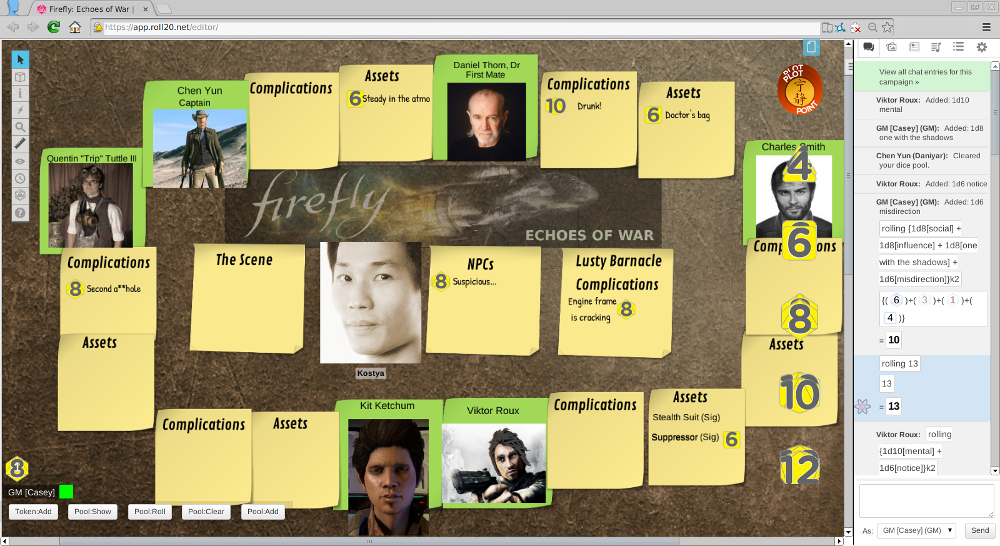 Firefly: Echoes of War |
https://app.roll20.net/editor/
Quentin "Trip" Tuttle III
Complications
8 Second a**hole
Assets
Chen Yun
Captain
Complications
Assets
6 Steady in the atmo
Daniel Thom, Dr
First Mate
Complications
10 Drunk!
Assets
6 Doctor's bag
PLOT
PLOT
POINT
宁
静
Charles Smith
Complications
Assets
4
6
8
10
12
firefly
ECHOES OF WAR
The Scene
Kostya
NPCs
8 Suspicious...
Lusty Barnacle
Complications
Engine frame
is cracking 8
Complications
Assets
Kit Ketchum
Viktor Roux
Complications
Assets
Stealth Suit (Sig)
Suppressor (Sig) 6
1
GM [Casey]
Token:Add
Pool:Show
Pool:Roll
Pool:Clear
Pool:Add
View all chat entries for this
campaign »
Viktor Roux: Added: 1d10
mental
GM [Casey] (GM): Added: 1d8
one with the shadows
Chen Yun (Daniyar): Cleared
your dice pool.
Viktor Roux: Added: 1d6 notice
GM [Casey] (GM): Added: 1d6
misdirection
rolling {1d8[social] +
1d8[influence] + 1d8[one
with the shadows] +
1d6[misdirection]}k2
{( 6 )+( 3 )+( 1 )+(
4 )}
= 10
rolling 13
13
= 13
Viktor Roux: rolling
{1d10[mental] +
1d6[notice]}k2
As: GM [Casey] (GM)
Send